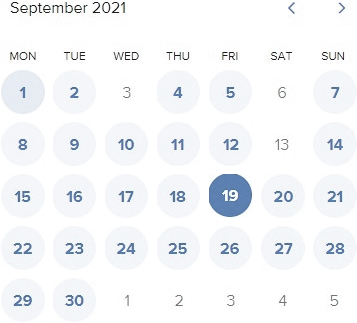 September 2021
MON TUE WED THU FRI SAT SUN
1 2 3 4 5 6 7
8 9 10 11 12 13 14
15 16 17 18 19 20 21
22 23 24 25 26 27 28
29 30 1 2 3 4 5